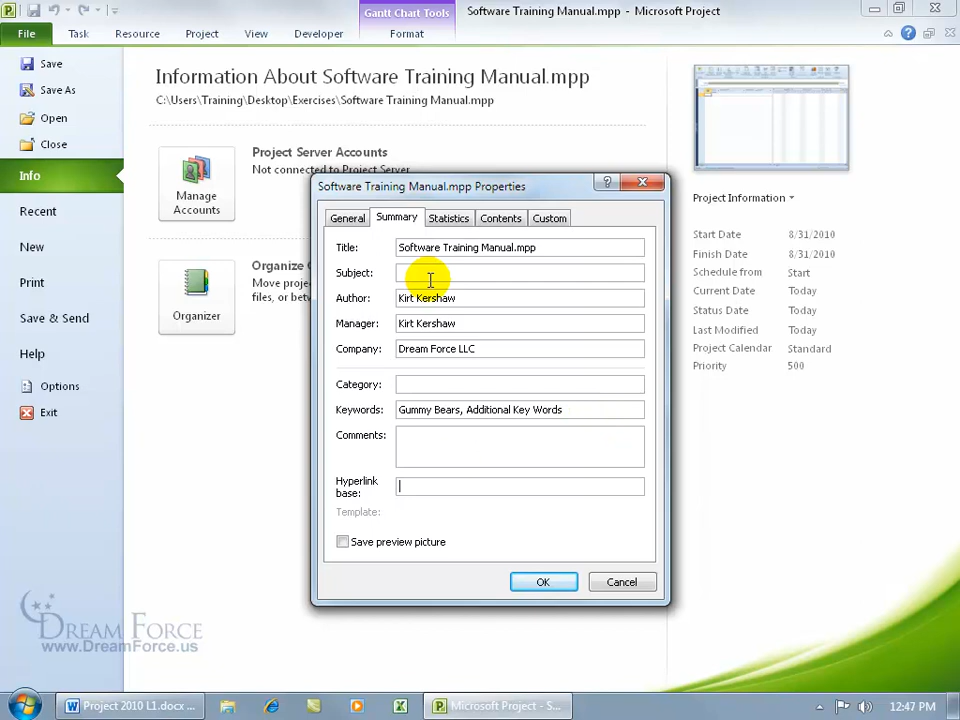 Gantt Chart Tools
Software Training Manual.mpp - Microsoft Project
File Task Resource Project View Developer Format
Save
Save As
Open
Close
Info
Recent
New
Print
Save & Send
Help
Options
Exit
Information About Software Training Manual.mpp
C:\Users\Training\Desktop\Exercises\Software Training Manual.mpp
Manage
Accounts
Project Server Accounts
Not connected to Project Server
Organizer
Organize
Move proje
files, or betw
Software Training Manual.mpp Properties
General Summary Statistics Contents Custom
Title: Software Training Manual.mpp
Subject:
Author: Kirt Kershaw
Manager: Kirt Kershaw
Company: Dream Force LLC
Category:
Keywords: Gummy Bears, Additional Key Words
Comments:
Hyperlink
base:
Template:
Save preview picture
OK Cancel
Project Information
Start Date 8/31/2010
Finish Date 8/31/2010
Schedule from Start
Current Date Today
Status Date Today
Last Modified Today
Project Calendar Standard
Priority 500
DREAM FORCE
www.DreamForce.us
Project 2010 L1.docx ...
Microsoft Project - S...
12:47 PM